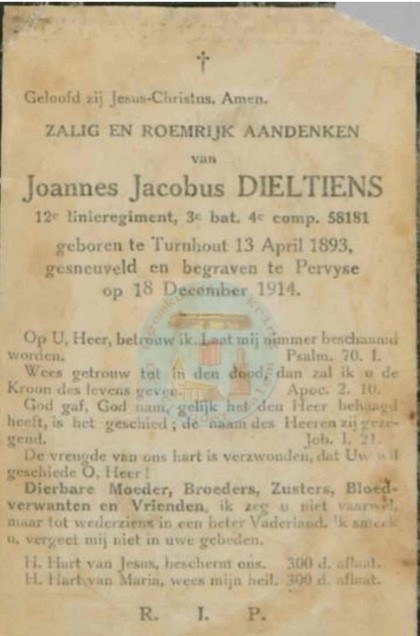 †
Geloofd zij Jesus-Christus, Amen.
ZALIG EN ROEMRIJK AANDENKEN
van
Joannes Jacobus DIELTIENS
12e linieregiment, 3e bat. 4e comp. 58181
geboren te Turnhout 13 April 1893,
gesneuveld en begraven te Pervyse
op 18 December 1914.
Op U, Heer, betrouw ik. Laat mij nimmer beschaamd
worden. Psalm. 70. 1.
Wees getrouw tot in den dood, dan zal ik u de
Kroon des levens geven. Apoc. 2. 10.
God gaf, God nam, gelijk het den Heer behaagd
heeft, is het geschied; de naam des Heeren zij geze-
gend. Job. 1. 21.
De vreugde van ons hart is verzwonden, dat Uw wil
geschiede O, Heer!
Dierbare Moeder, Broeders, Zusters, Bloed-
verwanten en Vrienden, ik zeg u niet vaarwel,
maar tot wederziens in een beter Vaderland. Ik smeek
u, vergeet mij niet in uwe gebeden.
H. Hart van Jesus, bescherm ons. 300 d. aflaat.
H. Hart van Maria, wees mijn heil. 300 d. aflaat.
R. I. P.